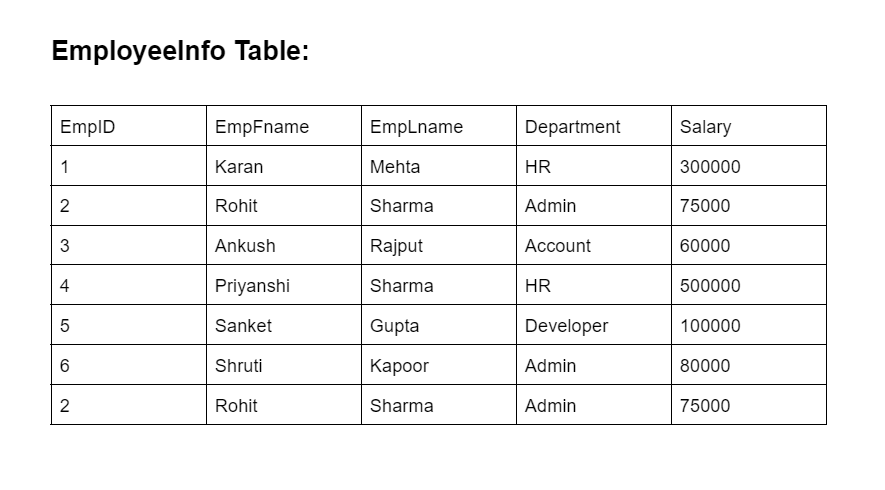 EmployeeInfo Table:
EmpID EmpFname EmpLname Department Salary
1 Karan Mehta HR 300000
2 Rohit Sharma Admin 75000
3 Ankush Rajput Account 60000
4 Priyanshi Sharma HR 500000
5 Sanket Gupta Developer 100000
6 Shruti Kapoor Admin 80000
2 Rohit Sharma Admin 75000